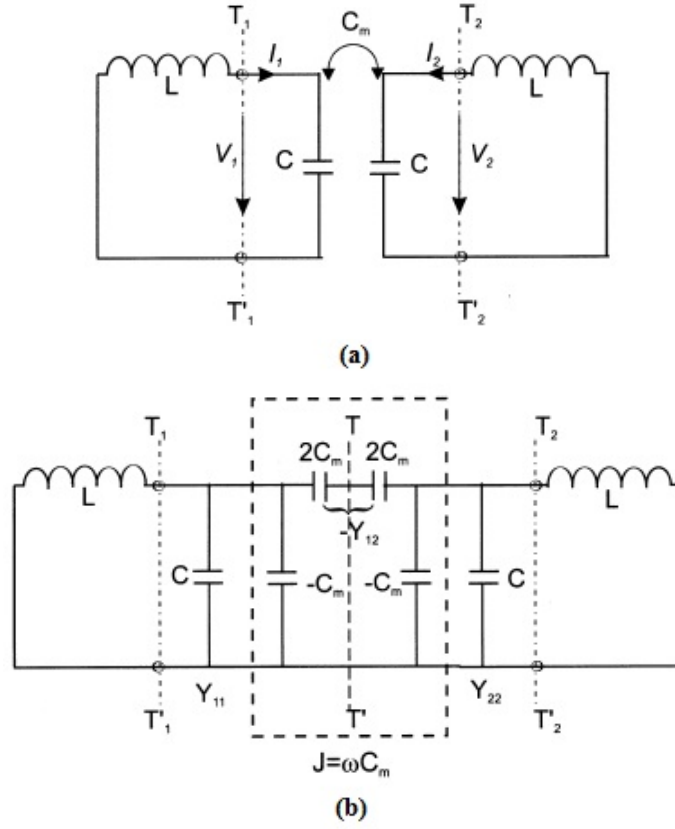 T₁ Cₘ T₂
I₁ I₂
L L
V₁ C C V₂
T'₁ T'₂
(a)
T₁ T T₂
2Cₘ 2Cₘ
L L
-Y₁₂
C -Cₘ -Cₘ C
Y₁₁ Y₂₂
T'₁ T' T'₂
J=ωCₘ
(b)